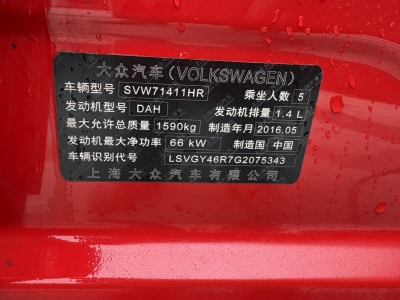 大众汽车(VOLKSWAGEN)
车辆型号 SVW71411HR 乘坐人数 5
发动机型号 DAH 发动机排量 1.4 L
最大允许总质量 1590kg 制造年月 2016.05
发动机最大净功率 66 kW 制造国 中国
车辆识别代号 LSVGY46R7G2075343
上海大众汽车有限公司